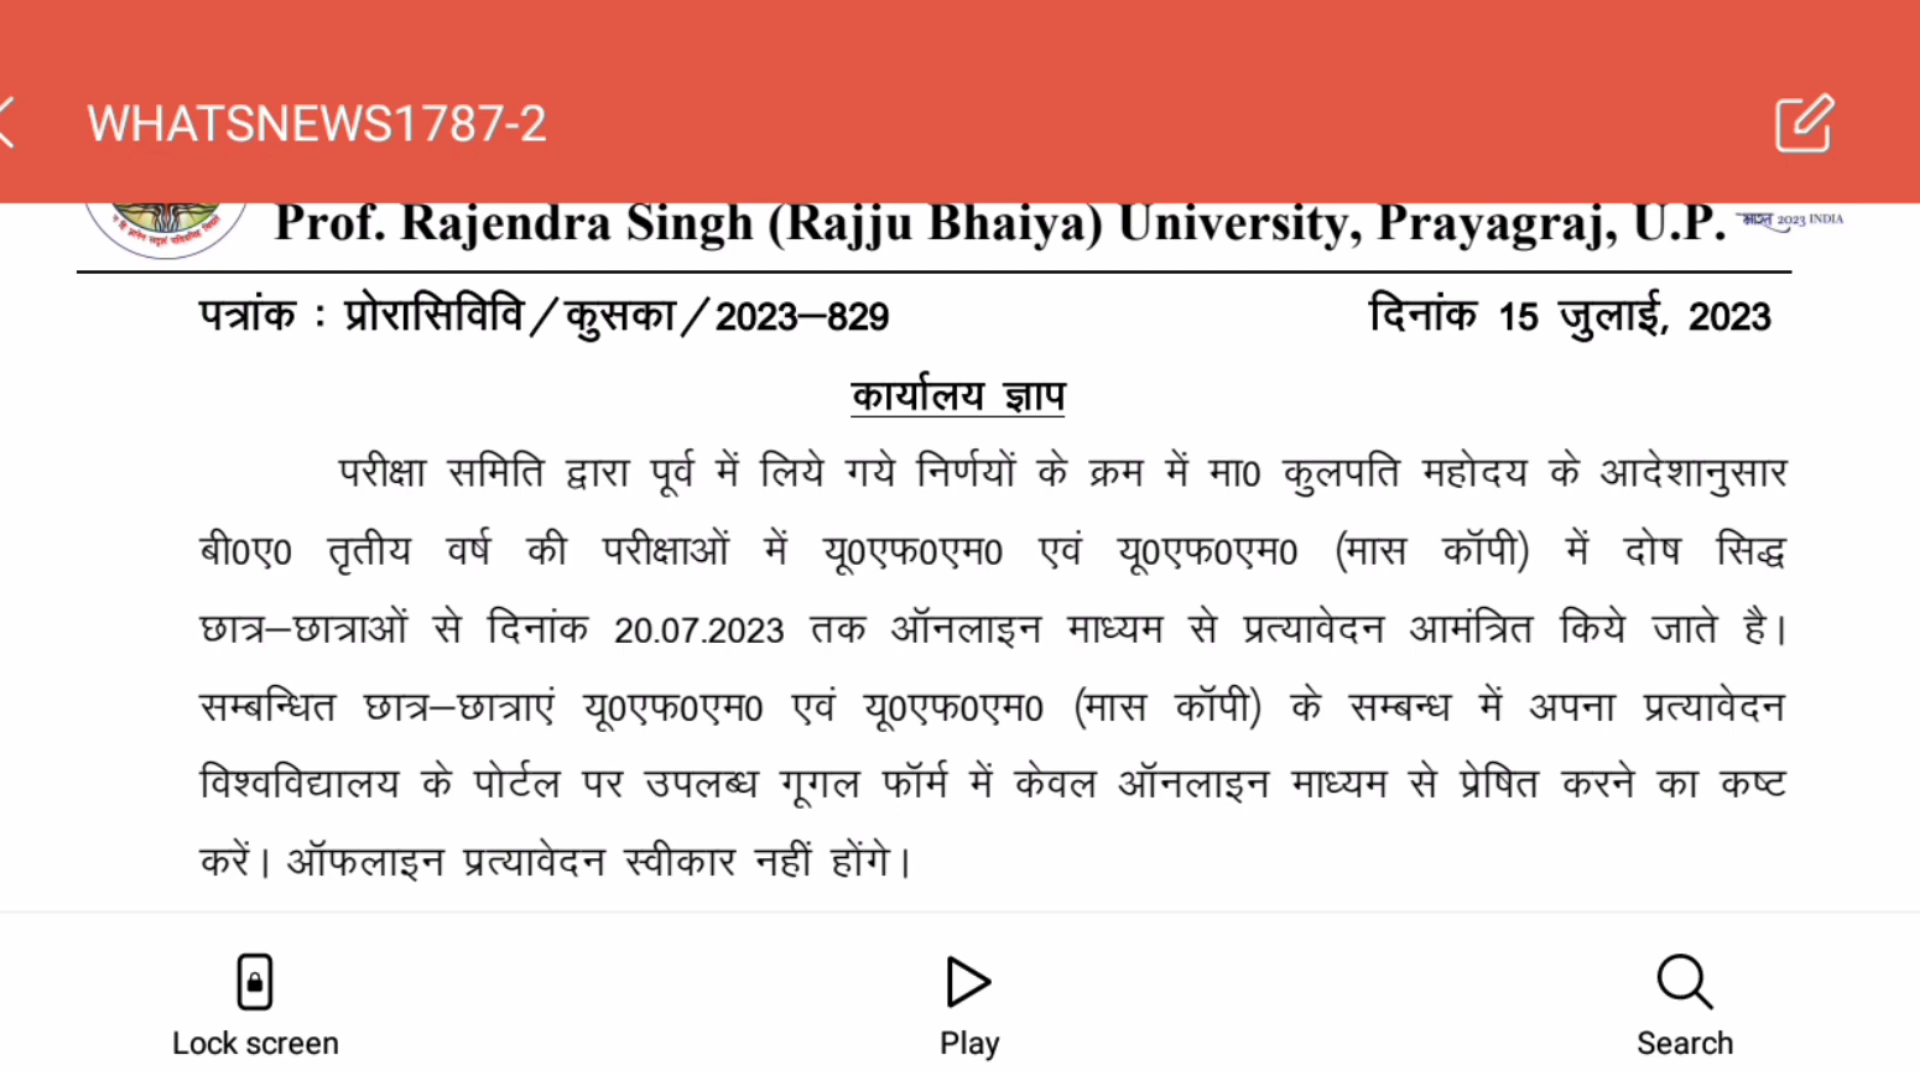 WHATSNEWS1787-2
Prof. Rajendra Singh (Rajju Bhaiya) University, Prayagraj, U.P.
2023 INDIA
पत्रांक : प्रोरासिविवि/कुसका/2023–829
दिनांक 15 जुलाई, 2023
कार्यालय ज्ञाप
परीक्षा समिति द्वारा पूर्व में लिये गये निर्णयों के क्रम में मा0 कुलपति महोदय के आदेशानुसार
बी0ए0 तृतीय वर्ष की परीक्षाओं में यू0एफ0एम0 एवं यू0एफ0एम0 (मास कॉपी) में दोष सिद्ध
छात्र–छात्राओं से दिनांक 20.07.2023 तक ऑनलाइन माध्यम से प्रत्यावेदन आमंत्रित किये जाते है।
सम्बन्धित छात्र–छात्राएं यू0एफ0एम0 एवं यू0एफ0एम0 (मास कॉपी) के सम्बन्ध में अपना प्रत्यावेदन
विश्वविद्यालय के पोर्टल पर उपलब्ध गूगल फॉर्म में केवल ऑनलाइन माध्यम से प्रेषित करने का कष्ट
करें। ऑफलाइन प्रत्यावेदन स्वीकार नहीं होंगे।
Lock screen
Play
Search